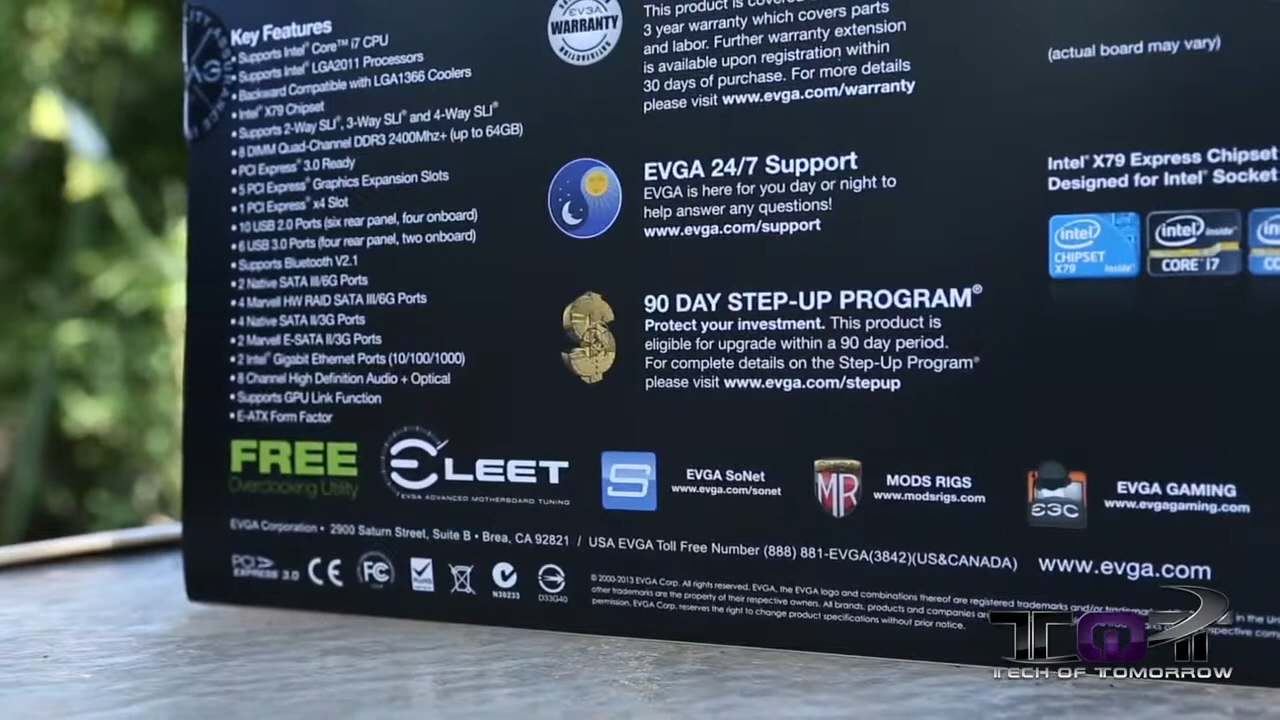 Key Features
• Supports Intel® Core™ i7 CPU
• Supports Intel® LGA2011 Processors
• Backward Compatible with LGA1366 Coolers
• Intel® X79 Chipset
• Supports 2-Way SLI®, 3-Way SLI® and 4-Way SLI®
• 8 DIMM Quad-Channel DDR3 2400Mhz+ (up to 64GB)
• PCI Express® 3.0 Ready
• 5 PCI Express® Graphics Expansion Slots
• 1 PCI Express® x4 Slot
• 10 USB 2.0 Ports (six rear panel, four onboard)
• 6 USB 3.0 Ports (four rear panel, two onboard)
• Supports Bluetooth V2.1
• 2 Native SATA III/6G Ports
• 4 Marvell HW RAID SATA III/6G Ports
• 4 Native SATA II/3G Ports
• 2 Marvell E-SATA II/3G Ports
• 2 Intel® Gigabit Ethernet Ports (10/100/1000)
• 8 Channel High Definition Audio + Optical
• Supports GPU Link Function
• E-ATX Form Factor
EVGA
WARRANTY
This product is covered
3 year warranty which covers parts
and labor. Further warranty extension
is available upon registration within
30 days of purchase. For more details
please visit www.evga.com/warranty
EVGA 24/7 Support
EVGA is here for you day or night to
help answer any questions!
www.evga.com/support
90 DAY STEP-UP PROGRAM®
Protect your investment. This product is
eligible for upgrade within a 90 day period.
For complete details on the Step-Up Program®
please visit www.evga.com/stepup
(actual board may vary)
Intel® X79 Express Chipset
Designed for Intel® Socket
intel
CHIPSET
X79 inside™
intel inside™
CORE i7
FREE
Overclocking Utility
ELEET
EVGA ADVANCED MOTHERBOARD TUNING
S
EVGA SoNet
www.evga.com/sonet
MR
MODS RIGS
www.modsrigs.com
E3C
EVGA GAMING
www.evgagaming.com
EVGA Corporation • 2900 Saturn Street, Suite B • Brea, CA 92821 / USA EVGA Toll Free Number (888) 881-EVGA(3842)(US&CANADA)
www.evga.com
PCI EXPRESS 3.0
CE
FC
RoHS
N30233
D33G40
© 2000-2013 EVGA Corp. All rights reserved. EVGA, the EVGA logo and combinations thereof are registered trademarks and/or trademarks in the
other trademarks are the property of their respective owners. All brands, products and companies are respective
permission. EVGA Corp. reserves the right to change product specifications without prior notice.
TOT
TECH OF TOMORROW